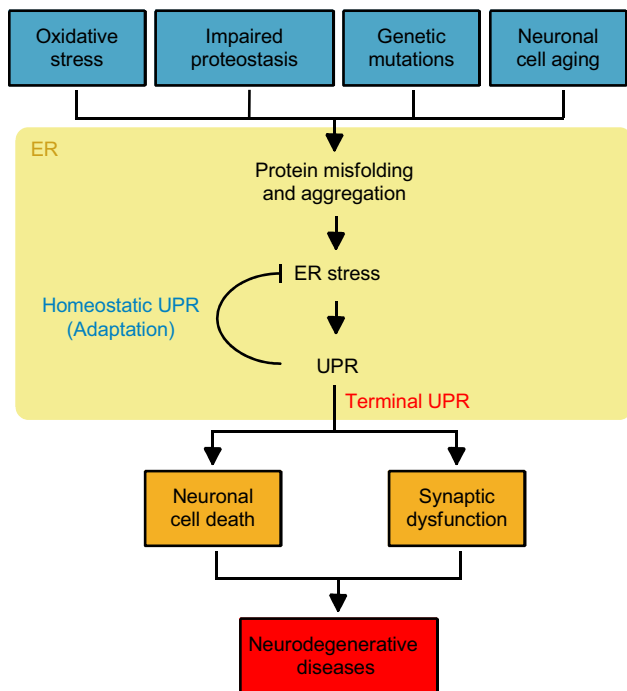 Oxidative
stress
Impaired
proteostasis
Genetic
mutations
Neuronal
cell aging
ER
Protein misfolding
and aggregation
ER stress
Homeostatic UPR
(Adaptation)
UPR
Terminal UPR
Neuronal
cell death
Synaptic
dysfunction
Neurodegenerative
diseases